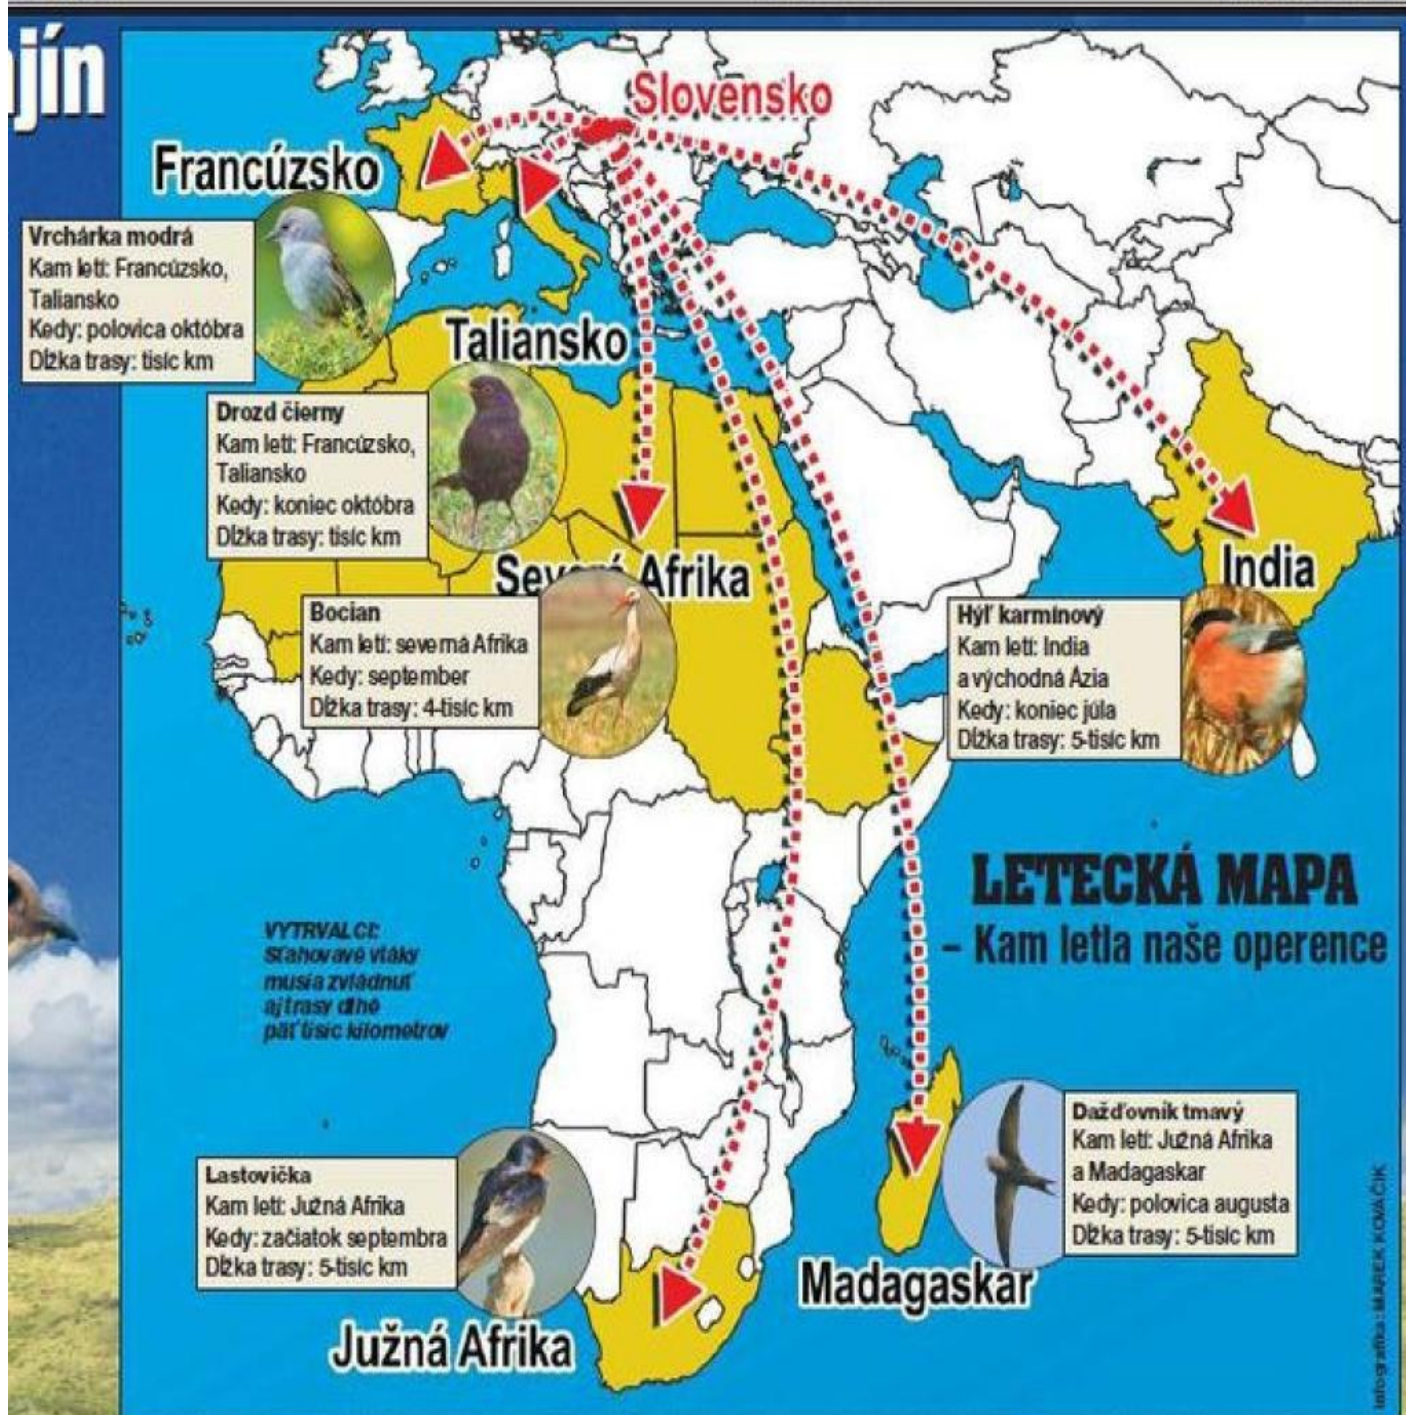 jín
Slovensko
Francúzsko
Vrchárka modrá
Kam letí: Francúzsko,
Taliansko
Kedy: polovica októbra
Dĺžka trasy: tisíc km
Taliansko
Drozd čierny
Kam letí: Francúzsko,
Taliansko
Kedy: koniec októbra
Dĺžka trasy: tisíc km
Afrika
India
Bocian
Kam letí: severná Afrika
Kedy: september
Dĺžka trasy: 4-tisíc km
Hýľ karmínový
Kam letí: India
a východná Ázia
Kedy: koniec júla
Dĺžka trasy: 5-tisíc km
LETECKÁ MAPA
– Kam letia naše operence
VYTRVALCI:
Sťahovavé vtáky
musia zvládnuť
aj trasy dlhé
päťtisíc kilometrov
Dažďovník tmavý
Kam letí: Južná Afrika
a Madagaskar
Kedy: polovica augusta
Dĺžka trasy: 5-tisíc km
Lastovička
Kam letí: Južná Afrika
Kedy: začiatok septembra
Dĺžka trasy: 5-tisíc km
Madagaskar
Južná Afrika
Infografika: MAREK KOVÁČIK